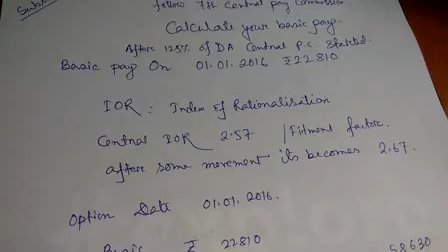 follow 7th Central Pay Commission
Calculate your basic pay.
After 125% of DA Central P.C. Started.
Basic pay On 01.01.2016 ₹22810
IOR: Index of Rationalisation
Central IOR 2.57 / Fitment factor.
after some movement its becomes 2.67.
Option Date 01.01.2016.
Basic ₹ 22810 58630